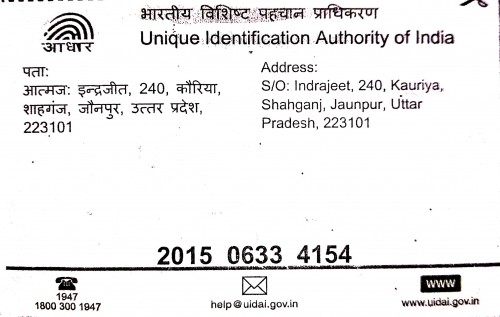 भारतीय विशिष्ट पहचान प्राधिकरण
Unique Identification Authority of India
आधार
पता:
आत्मज: इन्द्रजीत, 240, कौरिया,
शाहगंज, जौनपुर, उत्तर प्रदेश,
223101
Address:
S/O: Indrajeet, 240, Kauriya,
Shahganj, Jaunpur, Uttar
Pradesh, 223101
2015 0633 4154
1947
1800 300 1947
help@uidai.gov.in
www
www.uidai.gov.in